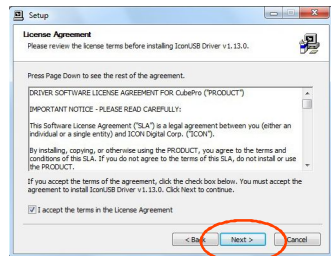 Setup
License Agreement
Please review the license terms before installing IconUSB Driver v1.13.0.
Press Page Down to see the rest of the agreement.
DRIVER SOFTWARE LICENSE AGREEMENT FOR CubePro ("PRODUCT")
IMPORTANT NOTICE - PLEASE READ CAREFULLY:
This Software License Agreement ("SLA") is a legal agreement between you (either an
individual or a single entity) and ICON Digital Corp. ("ICON").
By installing, copying, or otherwise using the PRODUCT, you agree to the terms and
conditions of this SLA. If you do not agree to the terms of this SLA, do not install or use
the PRODUCT.
If you accept the terms of the agreement, click the check box below. You must accept the
agreement to install IconUSB Driver v1.13.0. Click Next to continue.
I accept the terms in the License Agreement
< Back Next > Cancel